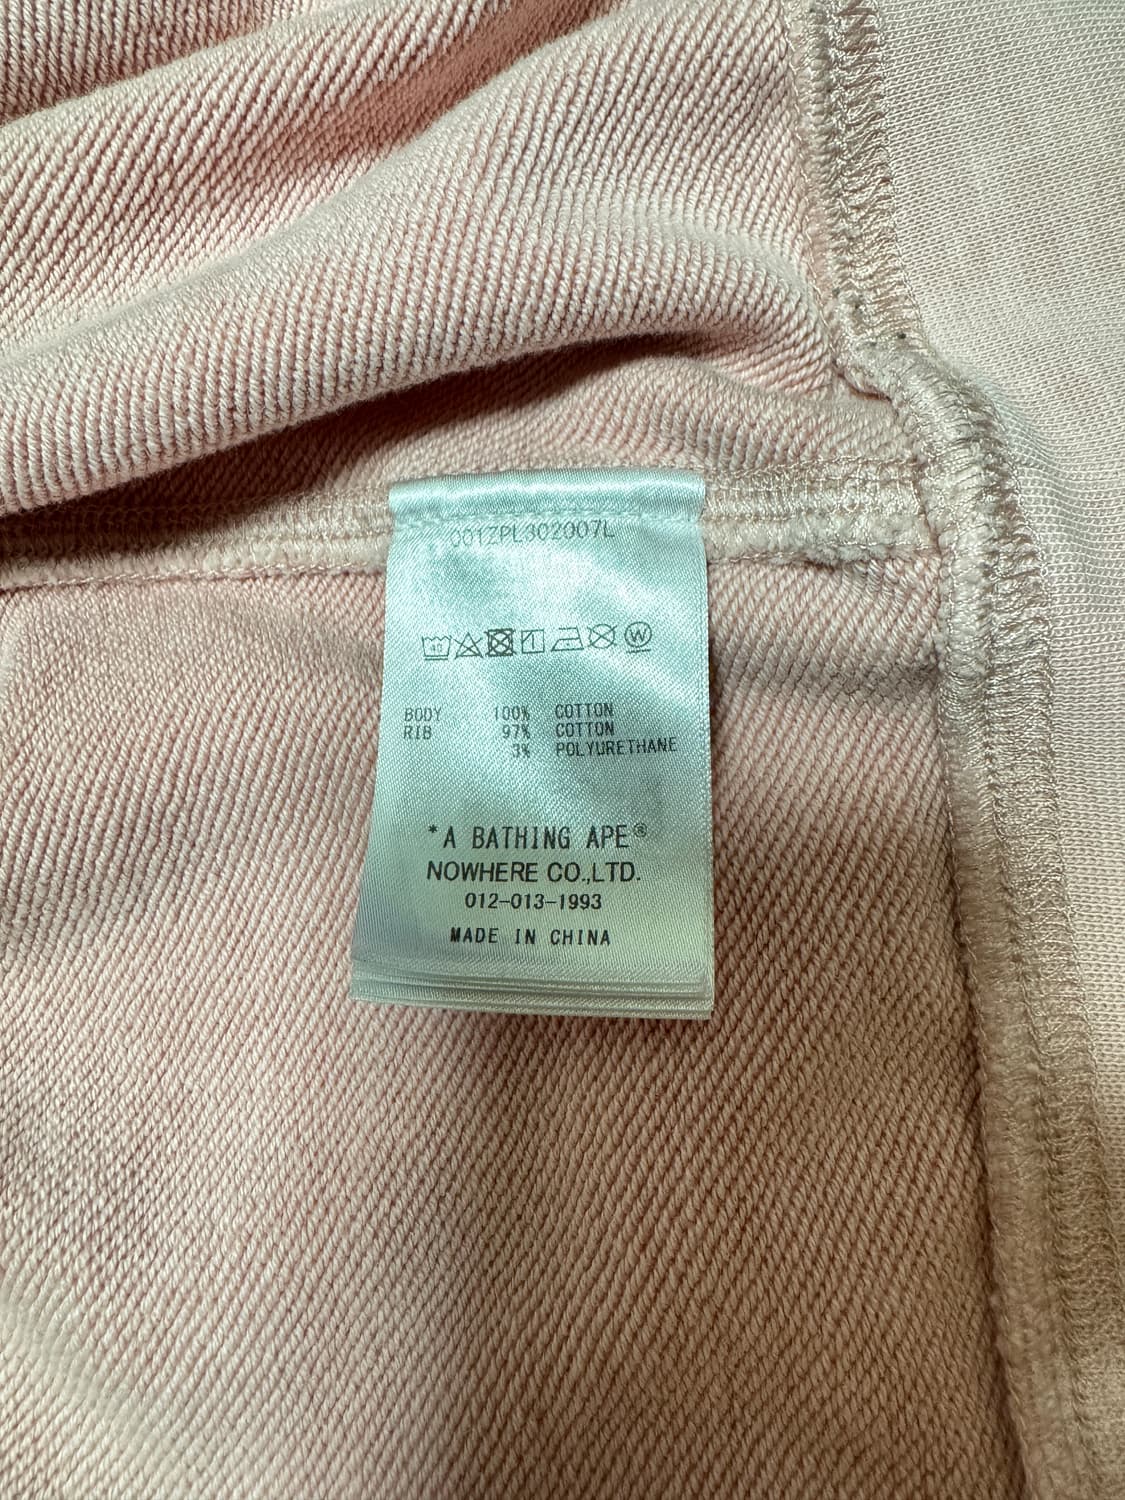 001ZPL302007L
40 W
BODY 100% COTTON
RIB 97% COTTON
3% POLYURETHANE
*A BATHING APE®
NOWHERE CO.,LTD.
012-013-1993
MADE IN CHINA